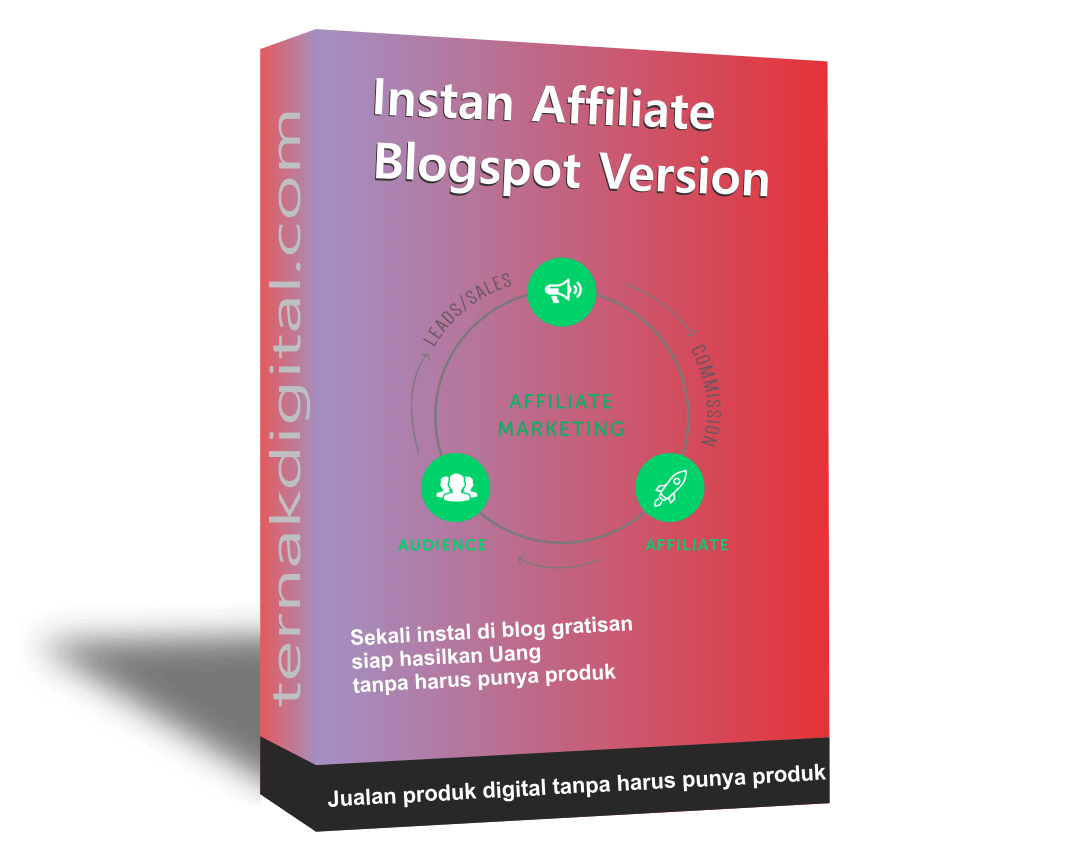 Instan Affiliate
Blogspot Version
ternakdigital.com
LEADS/SALES
COMMISSION
AFFILIATE
MARKETING
AUDIENCE
AFFILIATE
Sekali instal di blog gratisan
siap hasilkan Uang
tanpa harus punya produk
Jualan produk digital tanpa harus punya produk